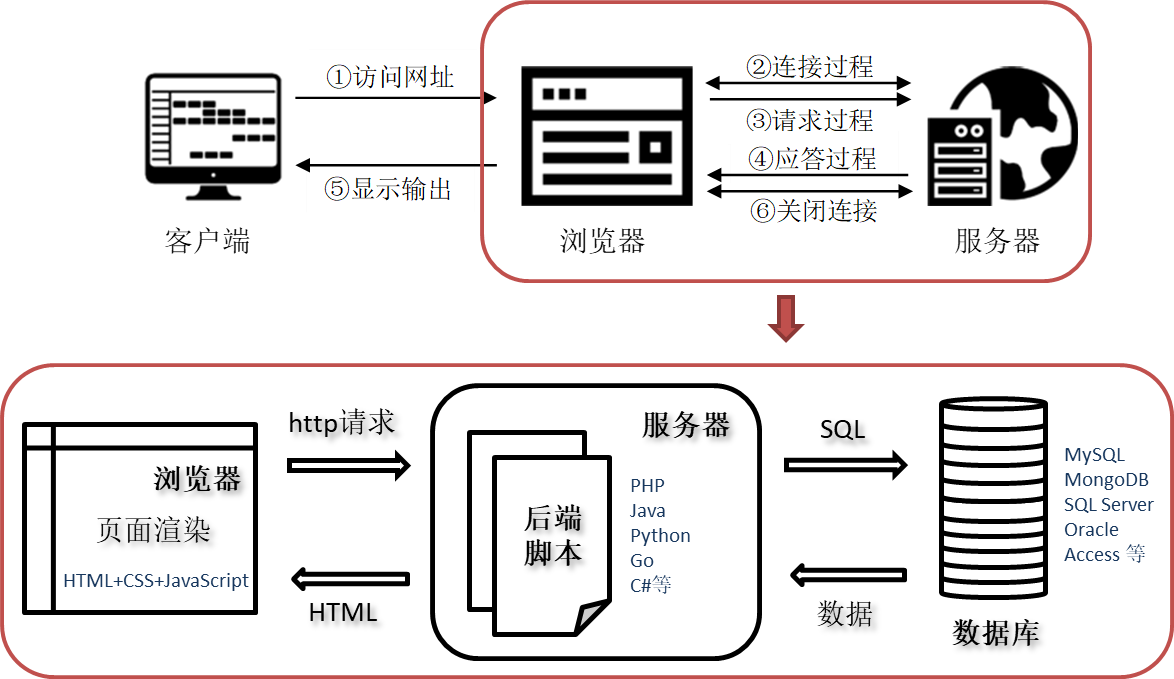 ①访问网址
②连接过程
③请求过程
④应答过程
⑤显示输出
⑥关闭连接
客户端
浏览器
服务器
http请求
服务器
SQL
浏览器
页面渲染
HTML+CSS+JavaScript
后端
脚本
PHP
Java
Python
Go
C#等
MySQL
MongoDB
SQL Server
Oracle
Access 等
HTML
数据
数据库